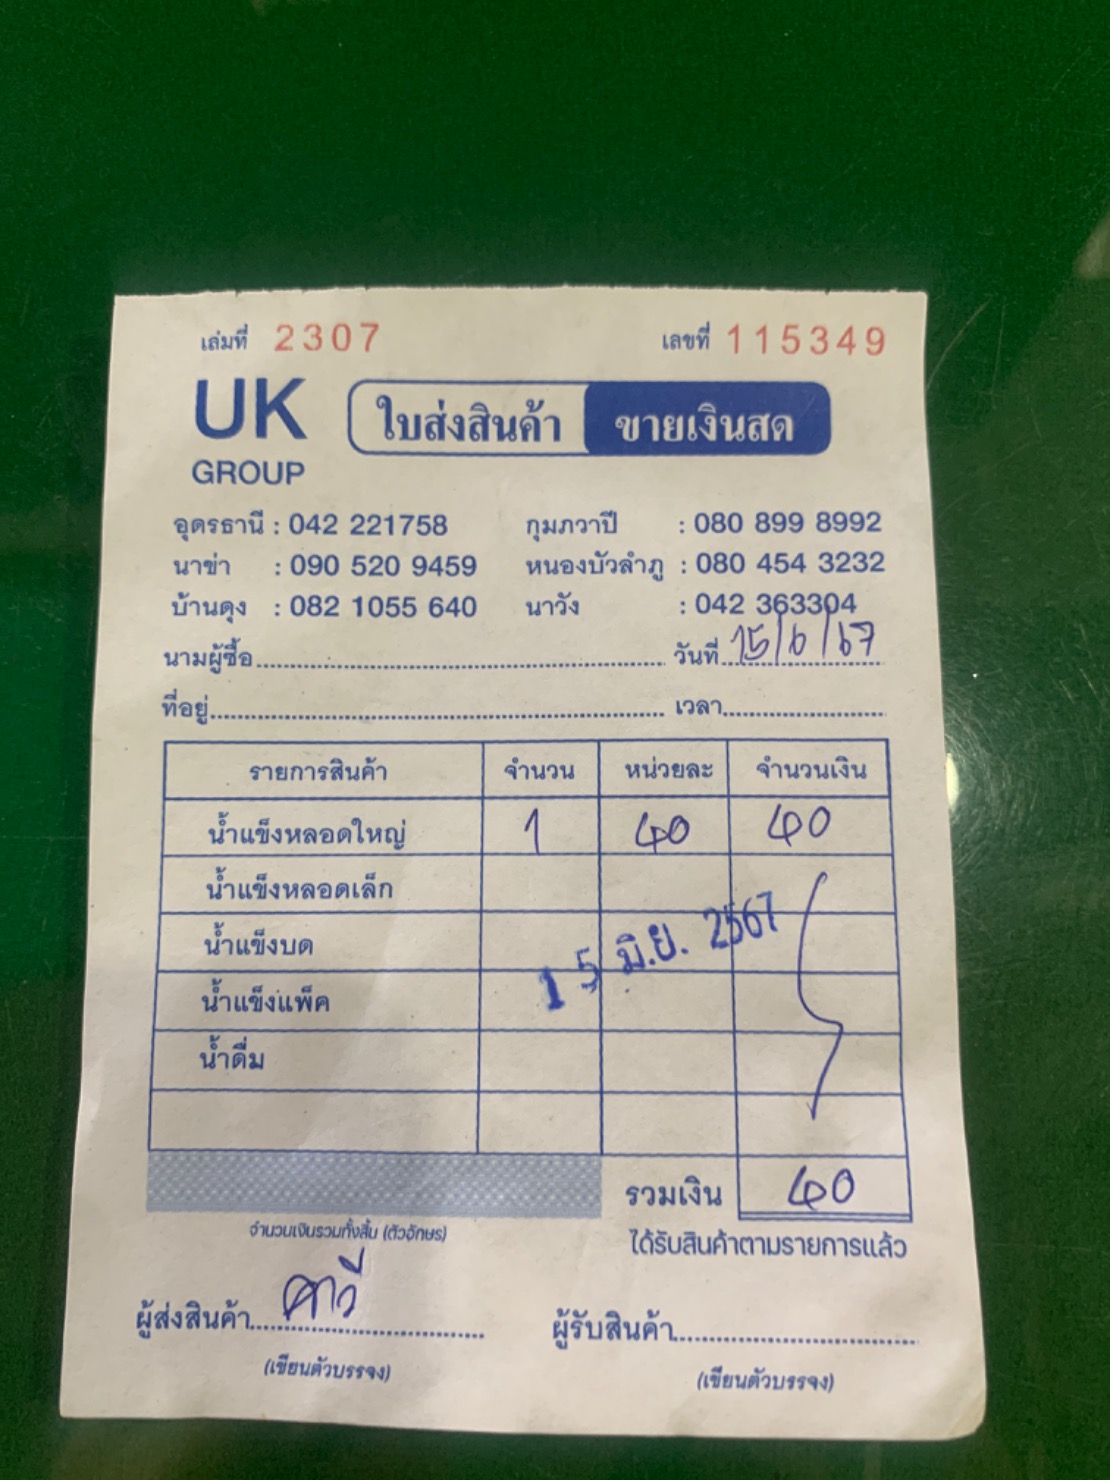 เล่มที่ 2307 เลขที่ 115349
UK ใบส่งสินค้า ขายเงินสด
GROUP
อุดรธานี : 042 221758 กุมภวาปี : 080 899 8992
นาข่า : 090 520 9459 หนองบัวลำภู : 080 454 3232
บ้านดุง : 082 1055 640 นาวัง : 042 363304
นามผู้ซื้อ วันที่ 15/6/67
ที่อยู่ เวลา
รายการสินค้า จำนวน หน่วยละ จำนวนเงิน
น้ำแข็งหลอดใหญ่ 1 40 40
น้ำแข็งหลอดเล็ก
น้ำแข็งบด
15 มิ.ย. 2567
น้ำแข็งแพ็ค
น้ำดื่ม
รวมเงิน 40
จำนวนเงินรวมทั้งสิ้น (ตัวอักษร)
ได้รับสินค้าตามรายการแล้ว
ผู้ส่งสินค้า ผู้รับสินค้า
(เขียนตัวบรรจง) (เขียนตัวบรรจง)